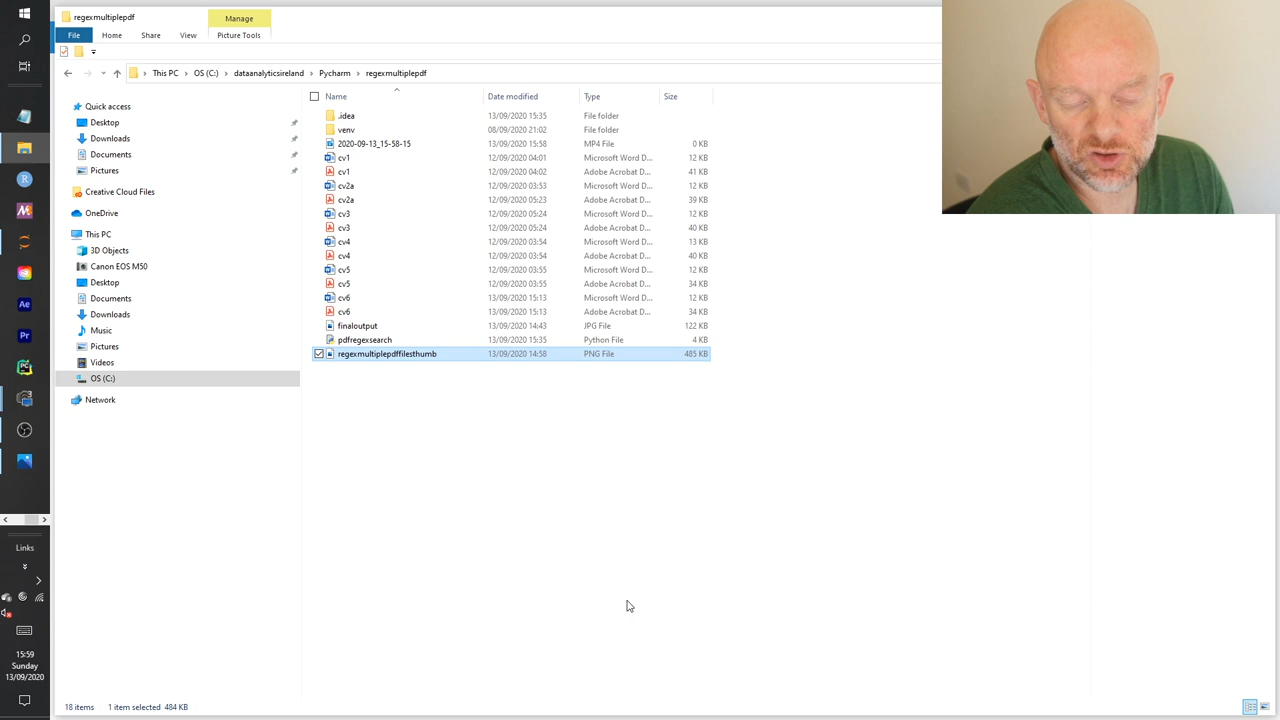 regexmultiplepdf
Manage
File
Home
Share
View
Picture Tools
This PC
OS (C:)
dataanalyticsireland
Pycharm
regexmultiplepdf
Name
Date modified
Type
Size
Quick access
Desktop
Downloads
Documents
Pictures
Creative Cloud Files
OneDrive
This PC
3D Objects
Canon EOS M50
Desktop
Documents
Downloads
Music
Pictures
Videos
OS (C:)
Network
.idea 13/09/2020 15:35 File folder
venv 08/09/2020 21:02 File folder
2020-09-13_15-58-15 13/09/2020 15:58 MP4 File 0 KB
cv1 12/09/2020 04:01 Microsoft Word D... 12 KB
cv1 12/09/2020 04:02 Adobe Acrobat D... 41 KB
cv2a 12/09/2020 03:53 Microsoft Word D... 12 KB
cv2a 12/09/2020 05:23 Adobe Acrobat D... 39 KB
cv3 12/09/2020 05:24 Microsoft Word D... 12 KB
cv3 12/09/2020 05:24 Adobe Acrobat D... 40 KB
cv4 12/09/2020 03:54 Microsoft Word D... 13 KB
cv4 12/09/2020 03:54 Adobe Acrobat D... 40 KB
cv5 12/09/2020 03:55 Microsoft Word D... 12 KB
cv5 12/09/2020 03:55 Adobe Acrobat D... 34 KB
cv6 13/09/2020 15:13 Microsoft Word D... 12 KB
cv6 13/09/2020 15:13 Adobe Acrobat D... 34 KB
finaloutput 13/09/2020 14:43 JPG File 122 KB
pdfregexsearch 13/09/2020 15:35 Python File 4 KB
regexmultiplepdffilesthumb 13/09/2020 14:58 PNG File 485 KB
Ae
Pr
Links
15:59
Sunday
13/09/2020
18 items
1 item selected 484 KB